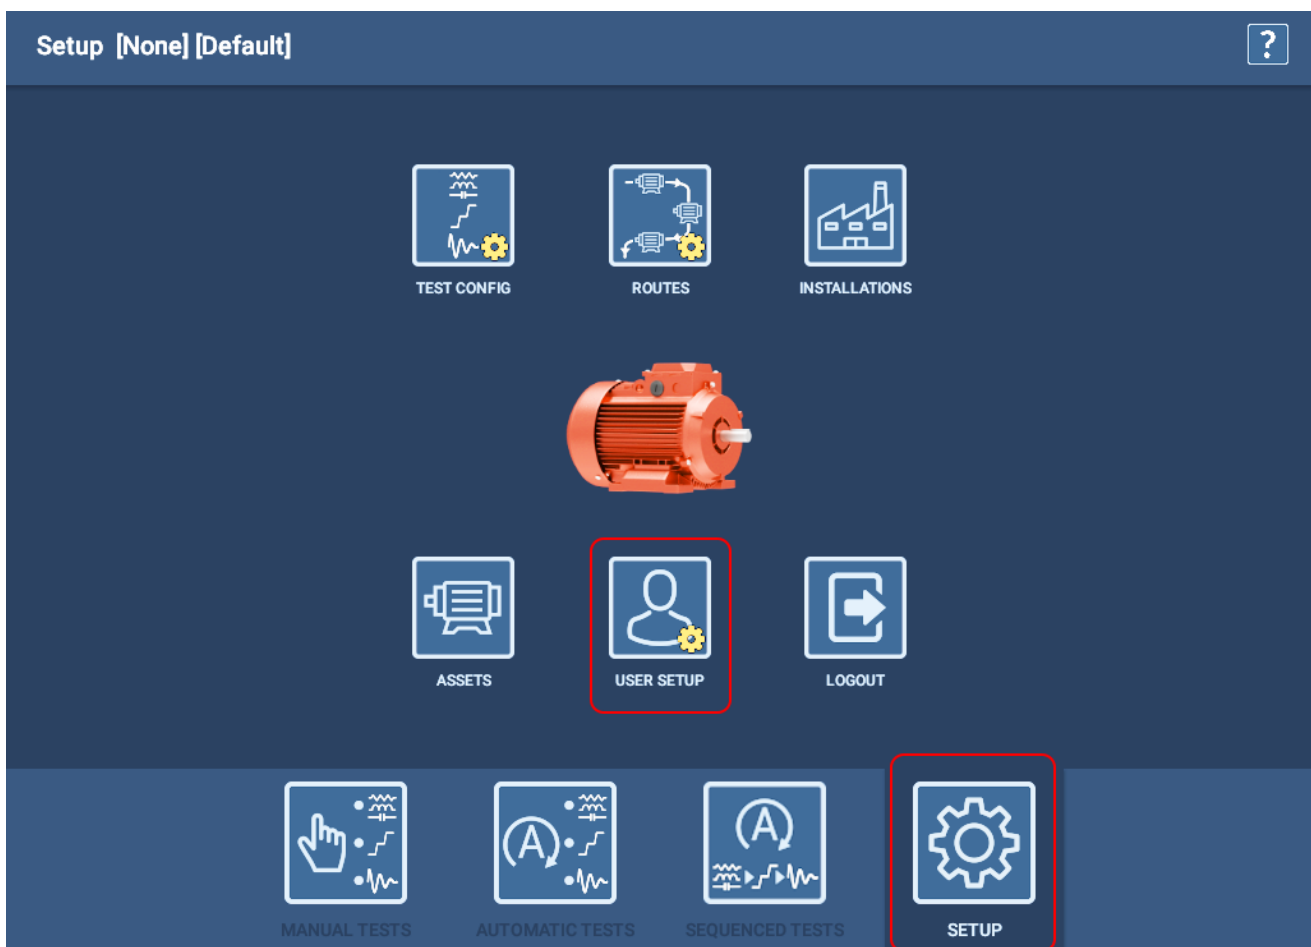 Setup [None] [Default]
?
TEST CONFIG
ROUTES
INSTALLATIONS
ASSETS
USER SETUP
LOGOUT
A
A
MANUAL TESTS
AUTOMATIC TESTS
SEQUENCED TESTS
SETUP